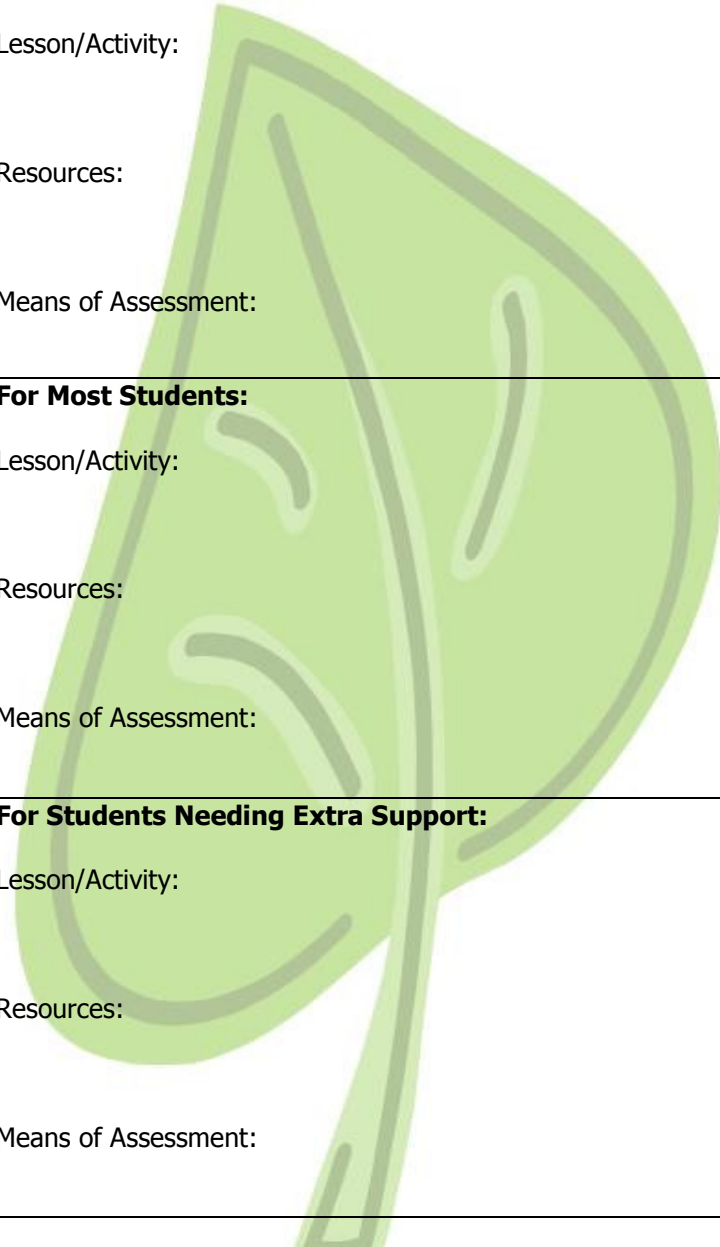 Lesson/Activity:
Resources:
Means of Assessment:
For Most Students:
Lesson/Activity:
Resources:
Means of Assessment:
For Students Needing Extra Support:
Lesson/Activity:
Resources:
Means of Assessment: